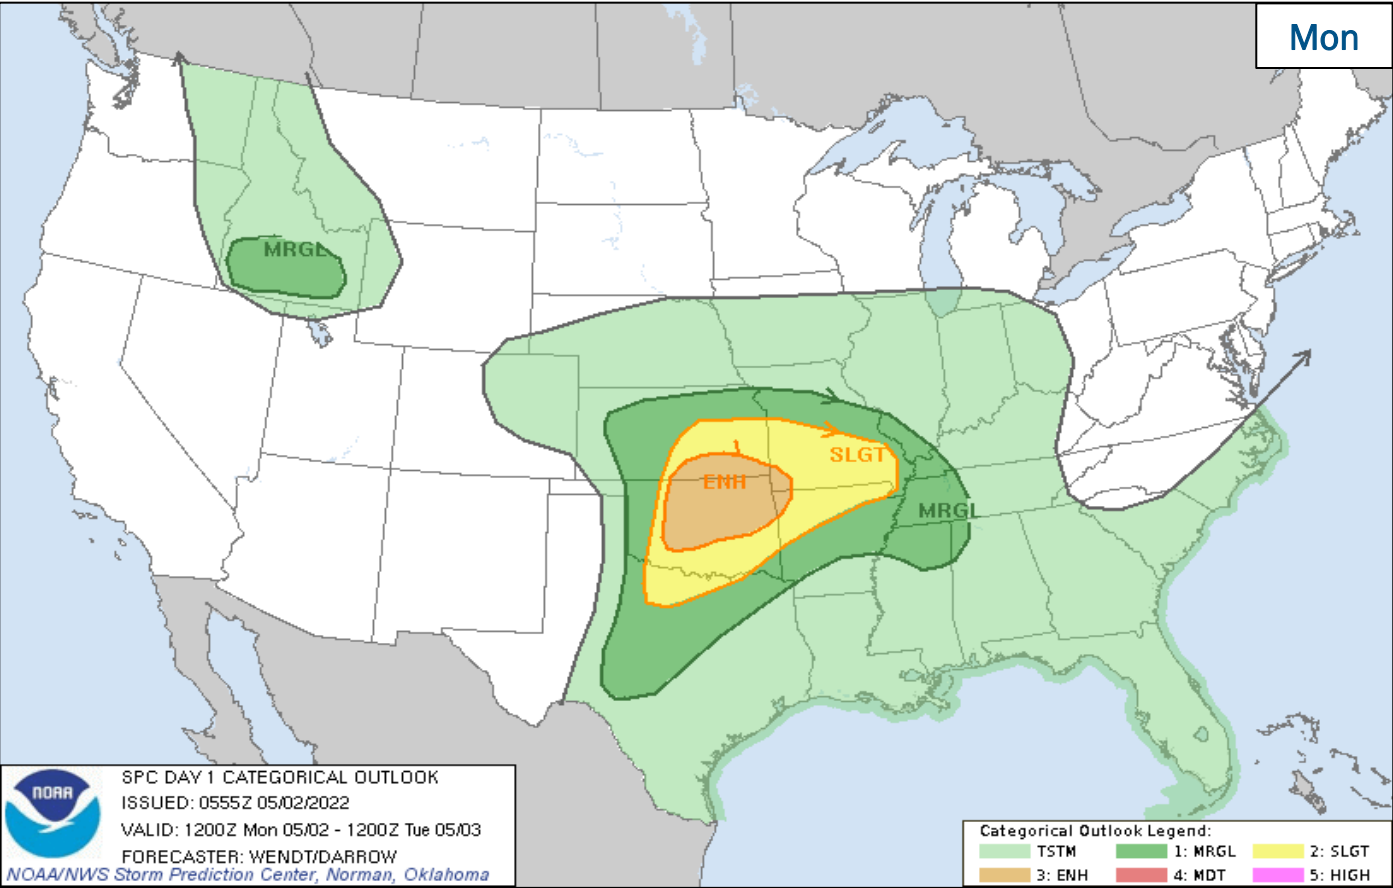 Mon
MRGL
SLGT
ENH
MRGL
NOAA
SPC DAY 1 CATEGORICAL OUTLOOK
ISSUED: 0555Z 05/02/2022
VALID: 1200Z Mon 05/02 - 1200Z Tue 05/03
FORECASTER: WENDT/DARROW
NOAA/NWS Storm Prediction Center, Norman, Oklahoma
Categorical Outlook Legend:
TSTM 1: MRGL 2: SLGT
3: ENH 4: MDT 5: HIGH